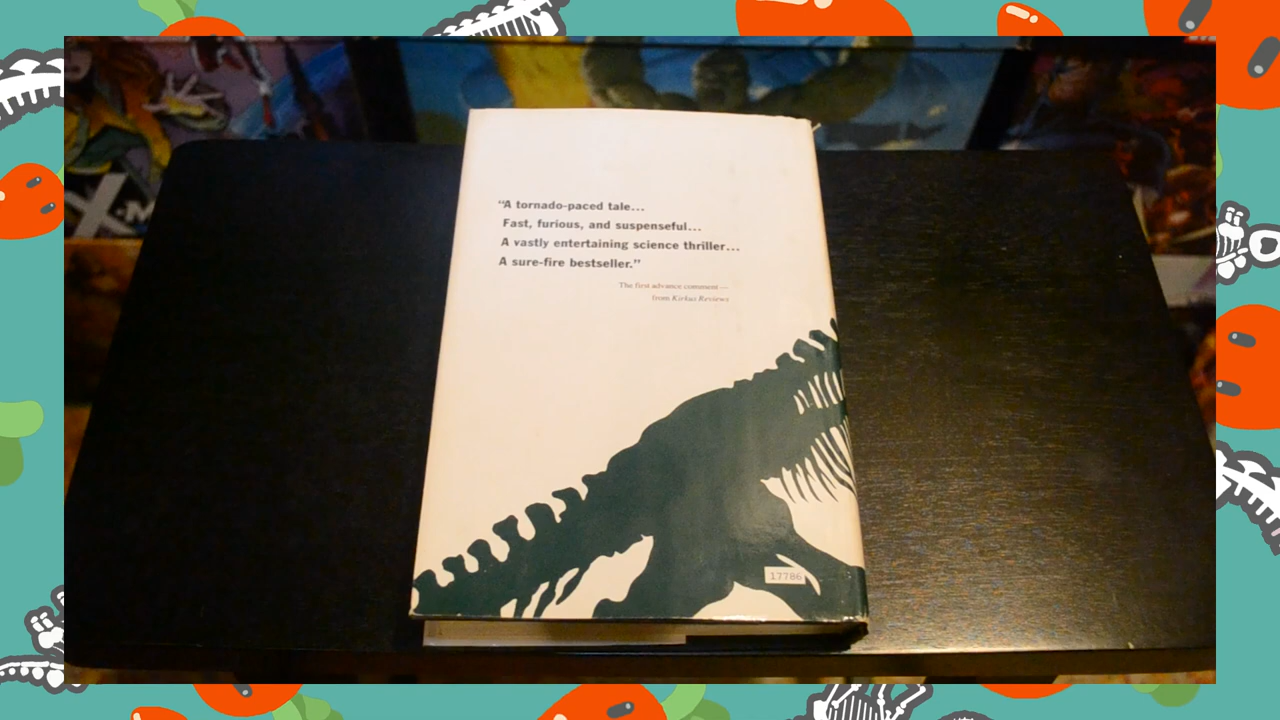 “A tornado-paced tale...
Fast, furious, and suspenseful...
A vastly entertaining science thriller...
A sure-fire bestseller.”
The first advance comment —
from Kirkus Reviews
17786
X-M